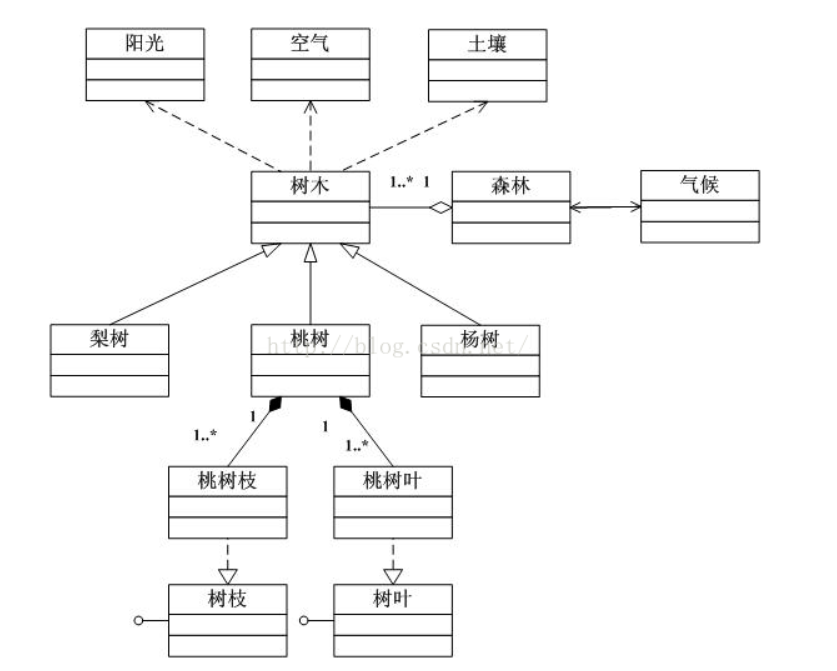 阳光
空气
土壤
树木
1..* 1
森林
气候
梨树
桃树
杨树
http://blog.csdn.net/
1
1..*
1
1..*
桃树枝
桃树叶
树枝
树叶